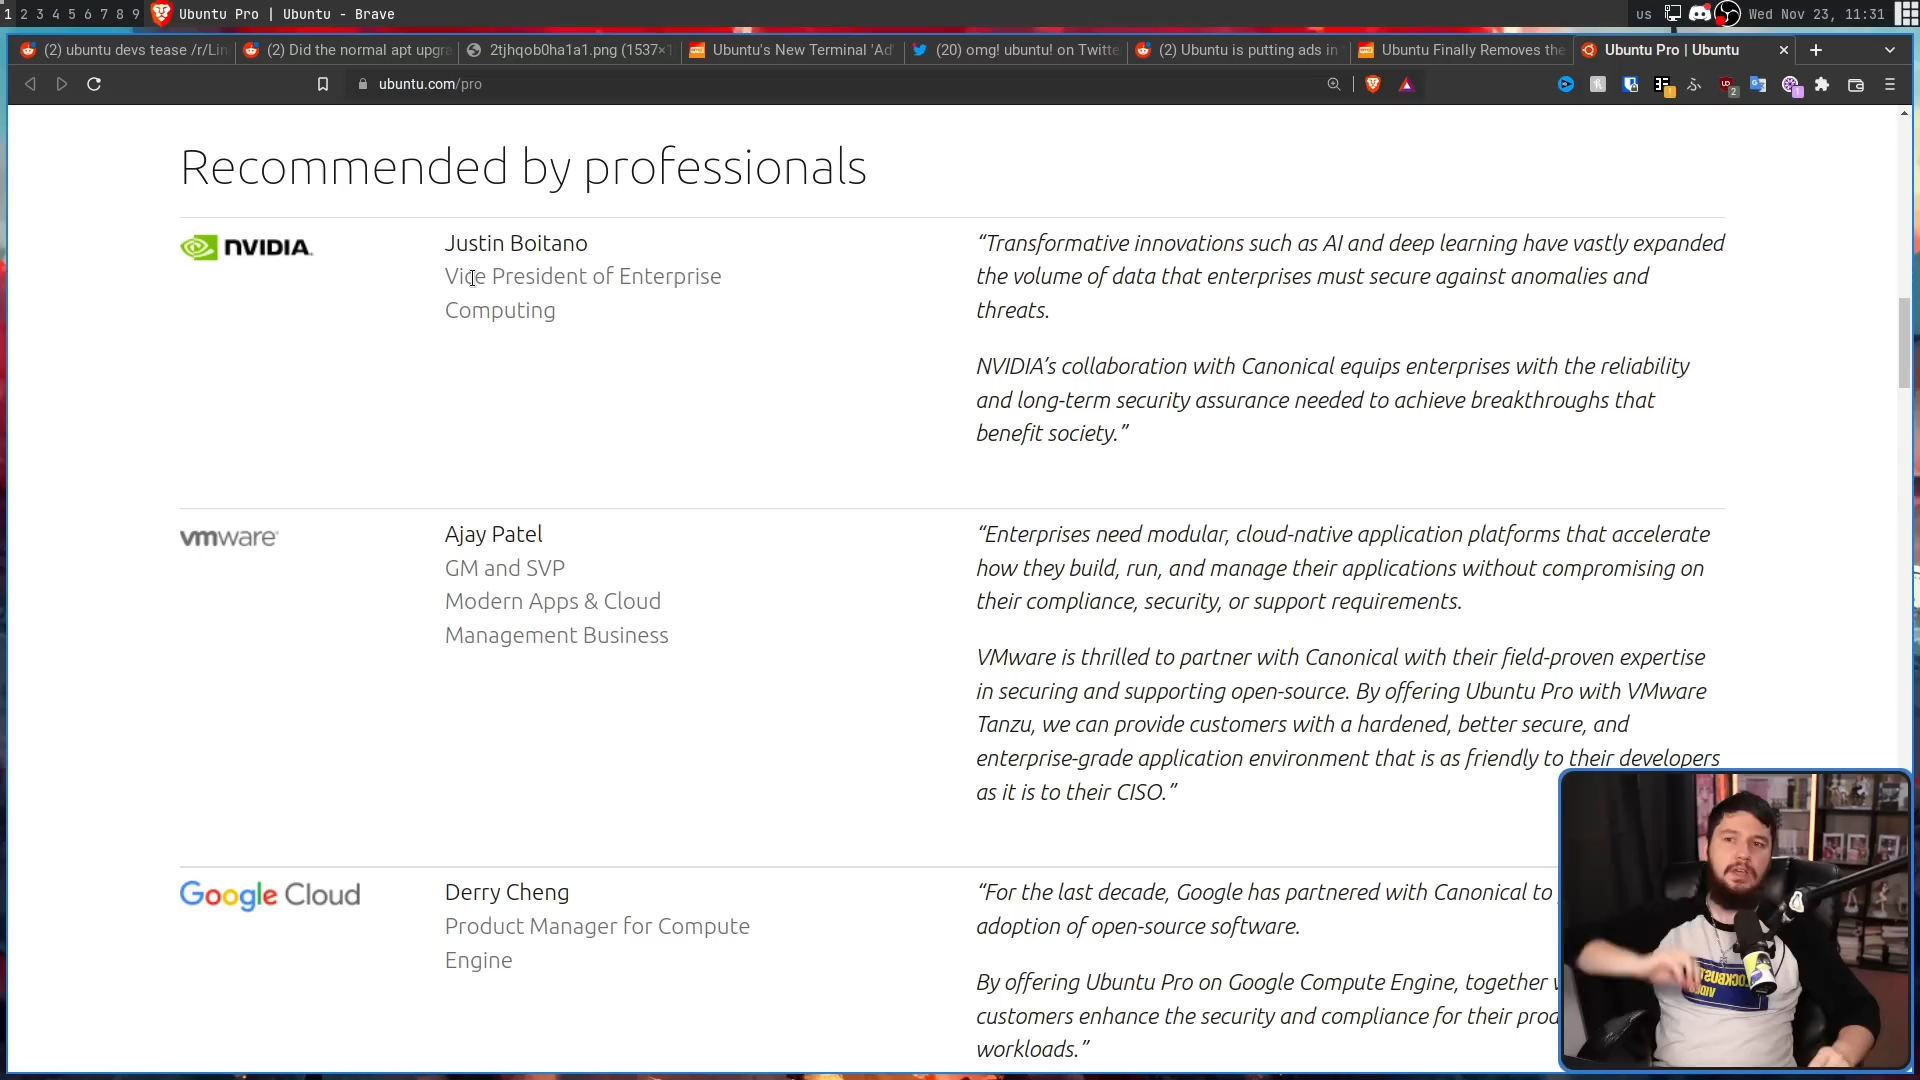 1 2 3 4 5 6 7 8 9 Ubuntu Pro | Ubuntu - Brave
us Wed Nov 23, 11:31
(2) ubuntu devs tease /r/Lin
(2) Did the normal apt upgra
2tjhqob0ha1a1.png (1537×1
Ubuntu's New Terminal 'Ad'
(20) omg! ubuntu! on Twitte
(2) Ubuntu is putting ads in
Ubuntu Finally Removes the
Ubuntu Pro | Ubuntu
ubuntu.com/pro
Recommended by professionals
NVIDIA.
Justin Boitano
Vice President of Enterprise
Computing
“Transformative innovations such as AI and deep learning have vastly expanded
the volume of data that enterprises must secure against anomalies and
threats.
NVIDIA’s collaboration with Canonical equips enterprises with the reliability
and long-term security assurance needed to achieve breakthroughs that
benefit society.”
vmware
Ajay Patel
GM and SVP
Modern Apps & Cloud
Management Business
“Enterprises need modular, cloud-native application platforms that accelerate
how they build, run, and manage their applications without compromising on
their compliance, security, or support requirements.
VMware is thrilled to partner with Canonical with their field-proven expertise
in securing and supporting open-source. By offering Ubuntu Pro with VMware
Tanzu, we can provide customers with a hardened, better secure, and
enterprise-grade application environment that is as friendly to their developers
as it is to their CISO.”
Google Cloud
Derry Cheng
Product Manager for Compute
Engine
“For the last decade, Google has partnered with Canonical to
adoption of open-source software.
By offering Ubuntu Pro on Google Compute Engine, together
customers enhance the security and compliance for their
workloads.”